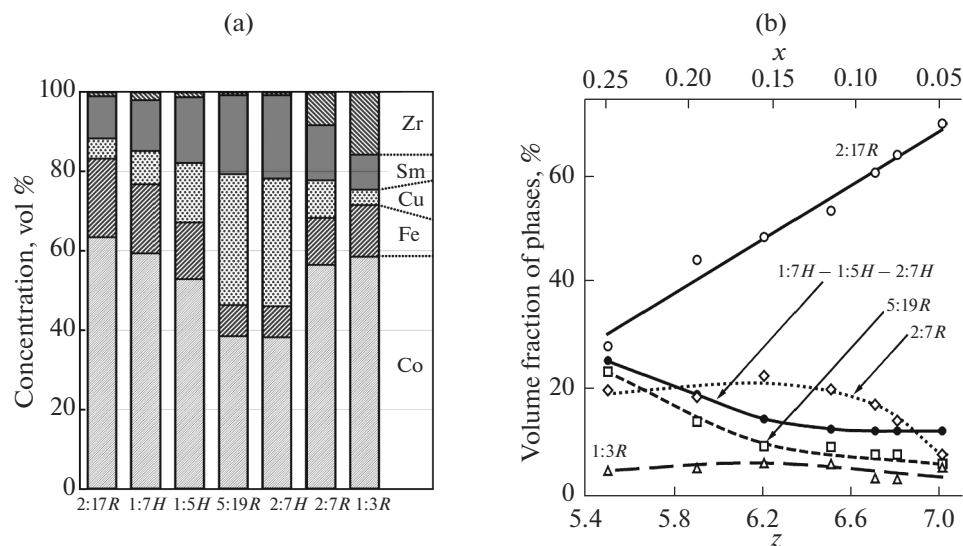 (a)
(b)
x
0.25 0.20 0.15 0.10 0.05
100
80
60
40
20
0
Concentration, vol %
Zr
Sm
Cu
Fe
Co
2:17R 1:7H 1:5H 5:19R 2:7H 2:7R 1:3R
Volume fraction of phases, %
60
40
20
0
2:17R
1:7H – 1:5H – 2:7H
5:19R
2:7R
1:3R
5.4 5.8 6.2 6.6 7.0
z